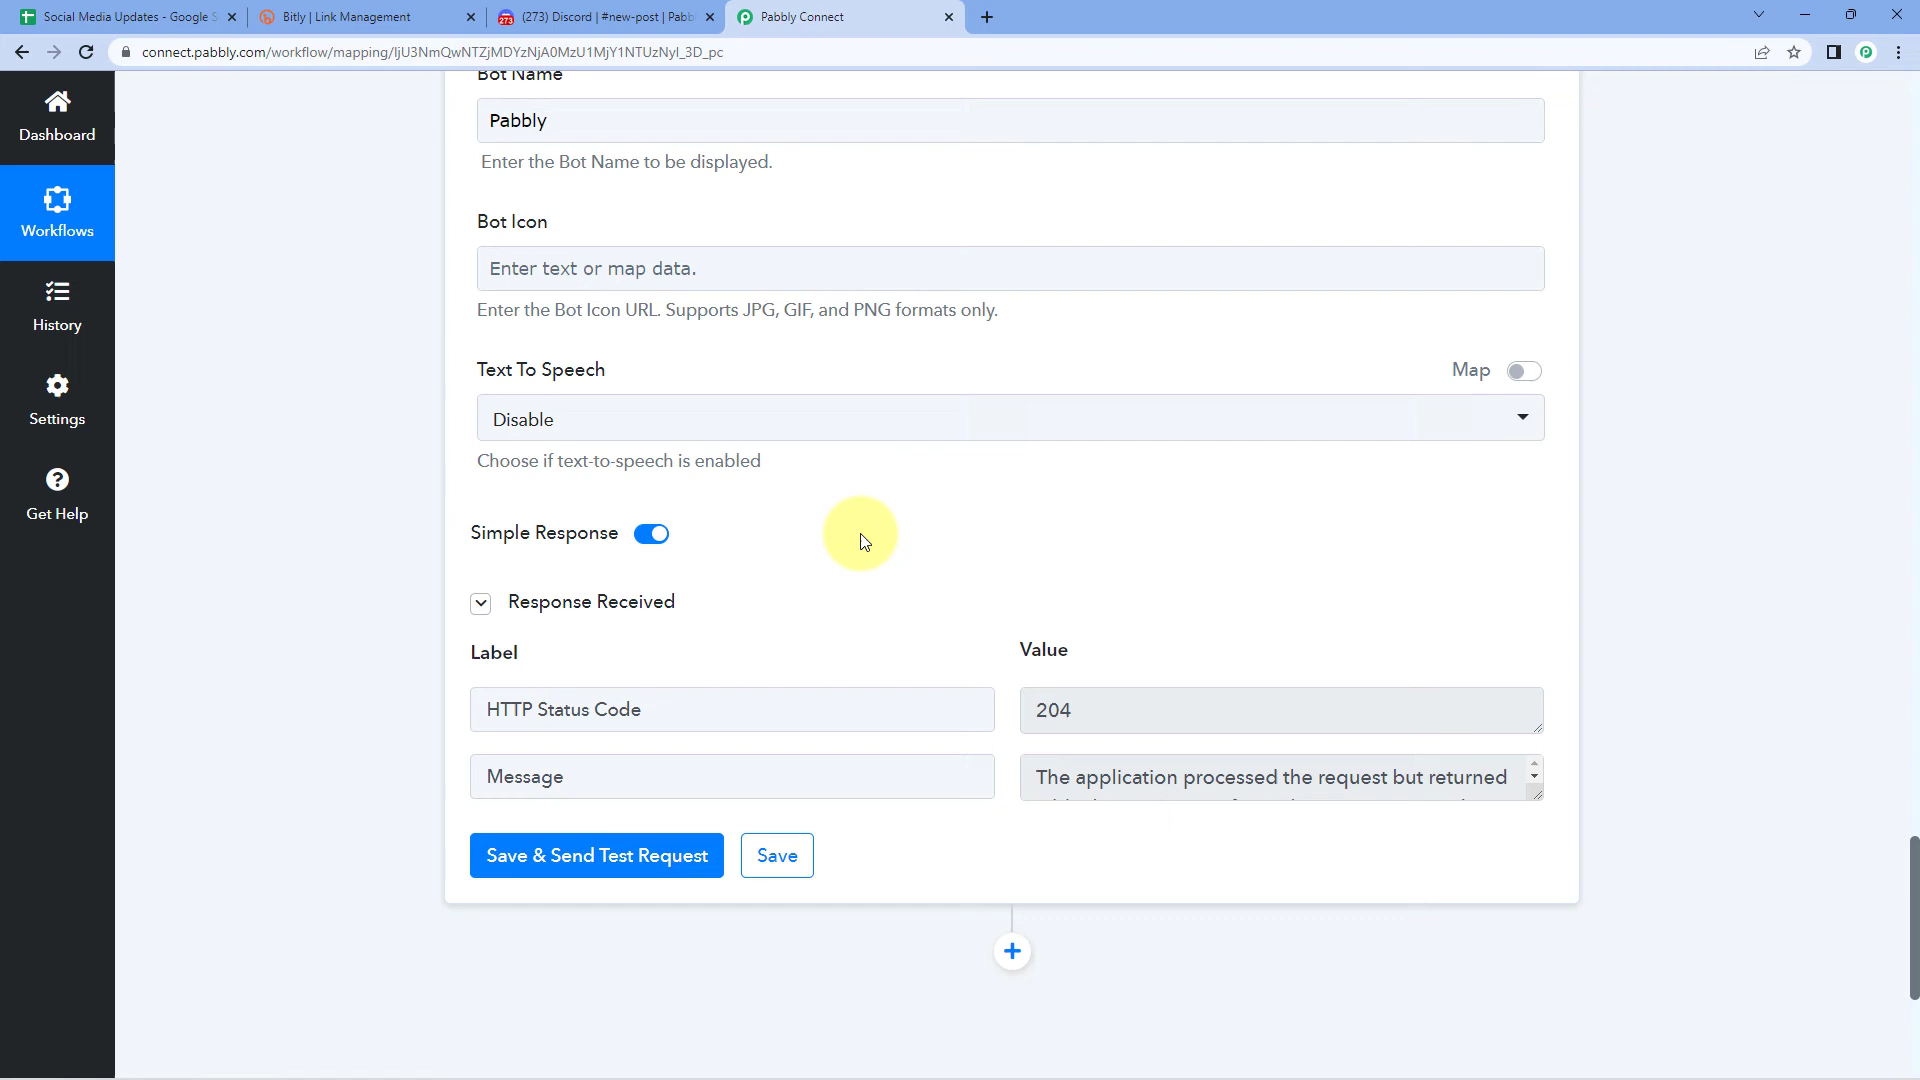 Social Media Updates - Google S
Bitly | Link Management
273
(273) Discord | #new-post | Pabb
Pabbly Connect
connect.pabbly.com/workflow/mapping/IjU3NmQwNTZjMDYzNjA0MzU1MjY1NTUzNyI_3D_pc
Dashboard
Workflows
History
Settings
Get Help
Bot Name
Pabbly
Enter the Bot Name to be displayed.
Bot Icon
Enter text or map data.
Enter the Bot Icon URL. Supports JPG, GIF, and PNG formats only.
Text To Speech
Map
Disable
Choose if text-to-speech is enabled
Simple Response
Response Received
Label
Value
HTTP Status Code
204
Message
The application processed the request but returned
Save & Send Test Request
Save